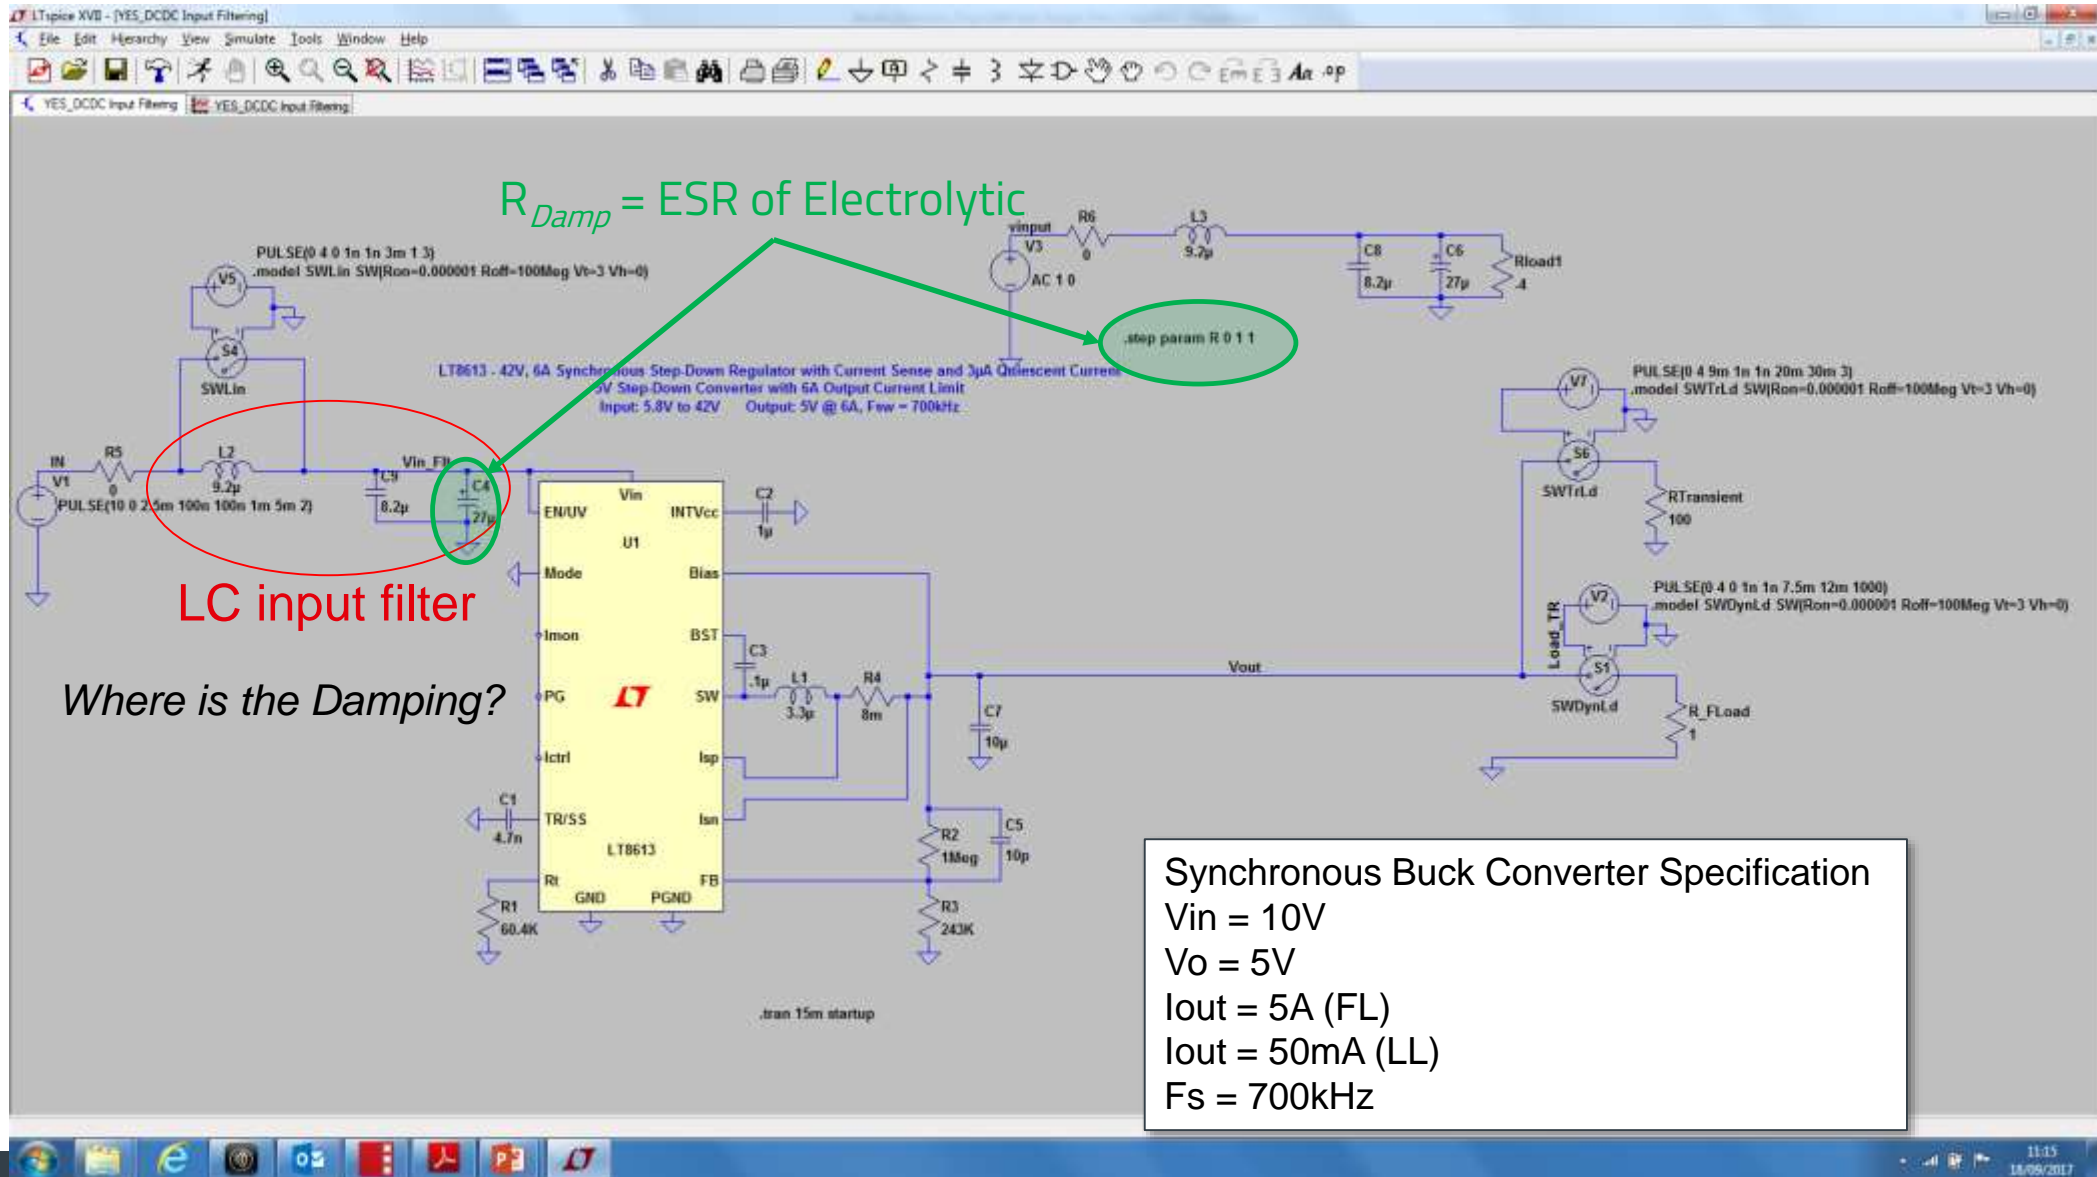 LTspice XVII - [YES_DCDC Input Filtering]
File Edit Hierarchy View Simulate Tools Window Help
YES_DCDC Input Filtering
YES_DCDC Input Filtering
R_Damp = ESR of Electrolytic
PULSE(0 4 0 1n 1n 3m 1 3)
.model SWLin SW(Ron=0.000001 Roff=100Meg Vt=3 Vh=0)
V5
S4
SWLin
vinput
V3
AC 1 0
R6
0
L3
9.2µ
C8
8.2µ
C6
27µ
Rload1
.4
.step param R 0 1 1
LT8613 - 42V, 6A Synchronous Step-Down Regulator with Current Sense and 3µA Quiescent Current
5V Step-Down Converter with 6A Output Current Limit
Input: 5.8V to 42V Output: 5V @ 6A, Fsw = 700kHz
IN
V1
PULSE(10 0 2.5m 100n 100n 1m 5m 2)
R5
0
L2
9.2µ
C9
8.2µ
Vin_Flt
C4
27µ
LC input filter
Where is the Damping?
Vin
EN/UV
INTVcc
U1
Mode
Bias
Imon
BST
PG
LT
SW
Ictrl
Isp
TR/SS
Isn
LT8613
Rt
FB
GND
PGND
C2
1µ
C3
.1µ
L1
3.3µ
R4
8m
C7
10µ
C1
4.7n
R1
60.4K
R2
1Meg
C5
10p
R3
243K
Vout
.tran 15m startup
PULSE(0 4 9m 1n 1n 20m 30m 3)
.model SWTrLd SW(Ron=0.000001 Roff=100Meg Vt=3 Vh=0)
V7
S6
SWTrLd
RTransient
100
PULSE(0 4 0 1n 1n 7.5m 12m 1000)
.model SWDynLd SW(Ron=0.000001 Roff=100Meg Vt=3 Vh=0)
Load_TR
V2
S1
SWDynLd
R_FLoad
1
Synchronous Buck Converter Specification
Vin = 10V
Vo = 5V
Iout = 5A (FL)
Iout = 50mA (LL)
Fs = 700kHz
11:15
18/09/2017